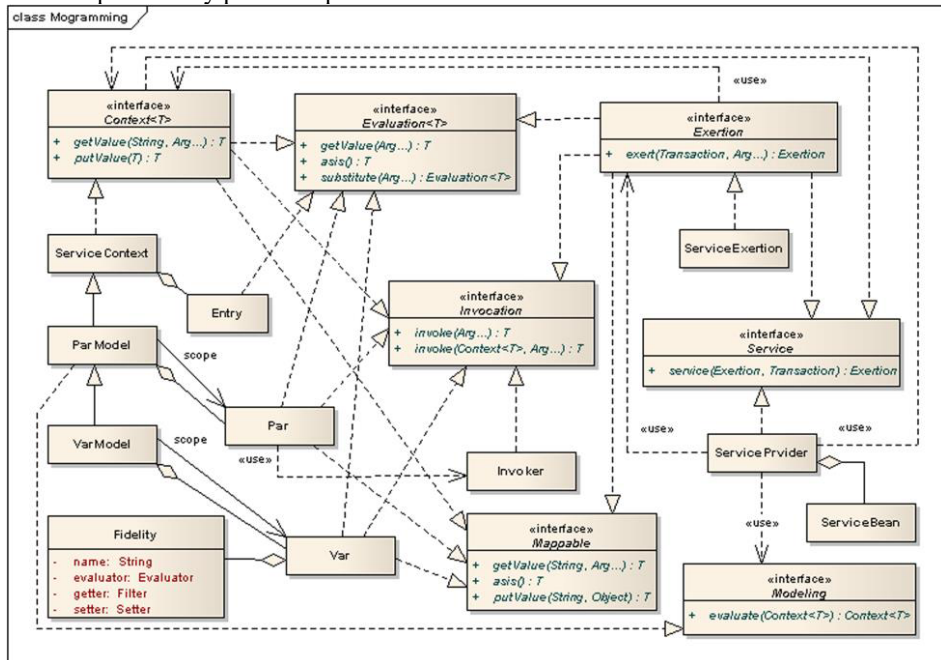 class Mogramming
«use»
«interface»
Context<T>
+ getValue(String, Arg...) : T
+ putValue(T) : T
«interface»
Evaluation<T>
+ getValue(Arg...) : T
+ asis() : T
+ substitute(Arg...) : Evaluation<T>
«interface»
Exertion
+ exert(Transaction, Arg...) : Exertion
ServiceContext
Entry
ServiceExertion
«interface»
Invocation
+ invoke(Arg...) : T
+ invoke(Context<T>, Arg...) : T
ParModel
scope
Par
«interface»
Service
+ service(Exertion, Transaction) : Exertion
VarModel
scope
«use»
Invoker
«use»
«use»
ServicePrvider
ServiceBean
«use»
Fidelity
- name: String
- evaluator: Evaluator
- getter: Filter
- setter: Setter
Var
«interface»
Mappable
+ getValue(String, Arg...) : T
+ asis() : T
+ putValue(String, Object) : T
«interface»
Modeling
+ evaluate(Context<T>) : Context<T>